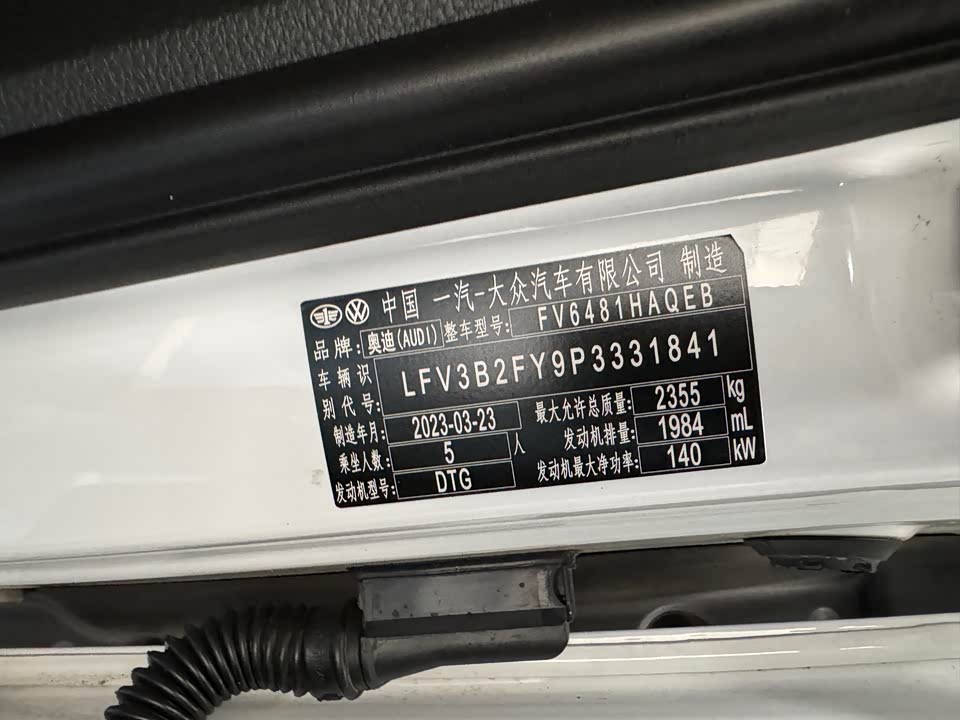 中国 一汽-大众汽车有限公司 制造
品牌: 奥迪(AUDI) 整车型号: FV6481HAQEB
车辆识别代号: LFV3B2FY9P3331841
制造年月: 2023-03-23 最大允许总质量: 2355 kg
乘坐人数: 5 人 发动机排量: 1984 mL
发动机型号: DTG 发动机最大净功率: 140 kW